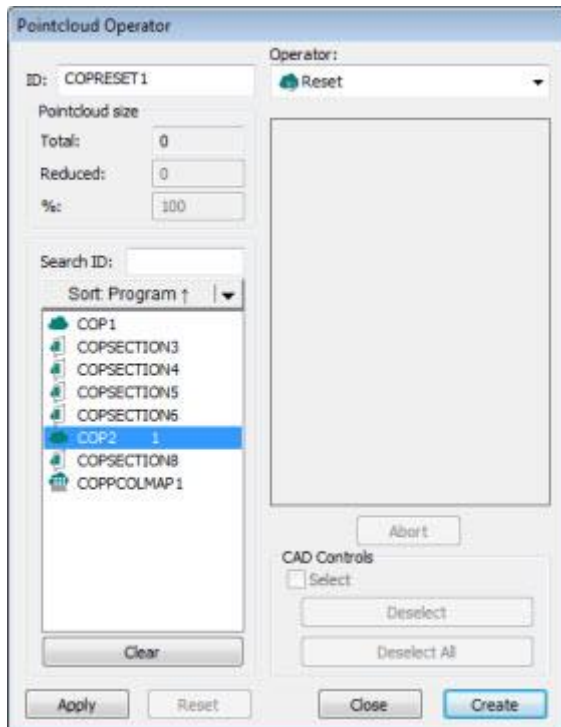 Pointcloud Operator
Operator:
ID: COPRESET1
Reset
Pointcloud size
Total: 0
Reduced: 0
%: 100
Search ID:
Sort: Program ↑
COP1
COPSECTION3
COPSECTION4
COPSECTION5
COPSECTION6
COP2 1
COPSECTION8
COPPCOLMAP1
Abort
CAD Controls
Select
Deselect
Clear
Deselect All
Apply
Reset
Close
Create